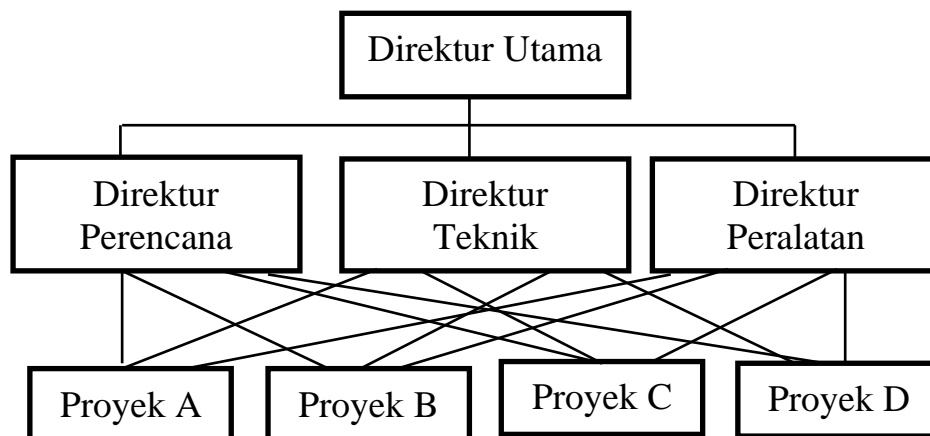 Direktur Utama
Direktur
Perencana
Direktur
Teknik
Direktur
Peralatan
Proyek A
Proyek B
Proyek C
Proyek D